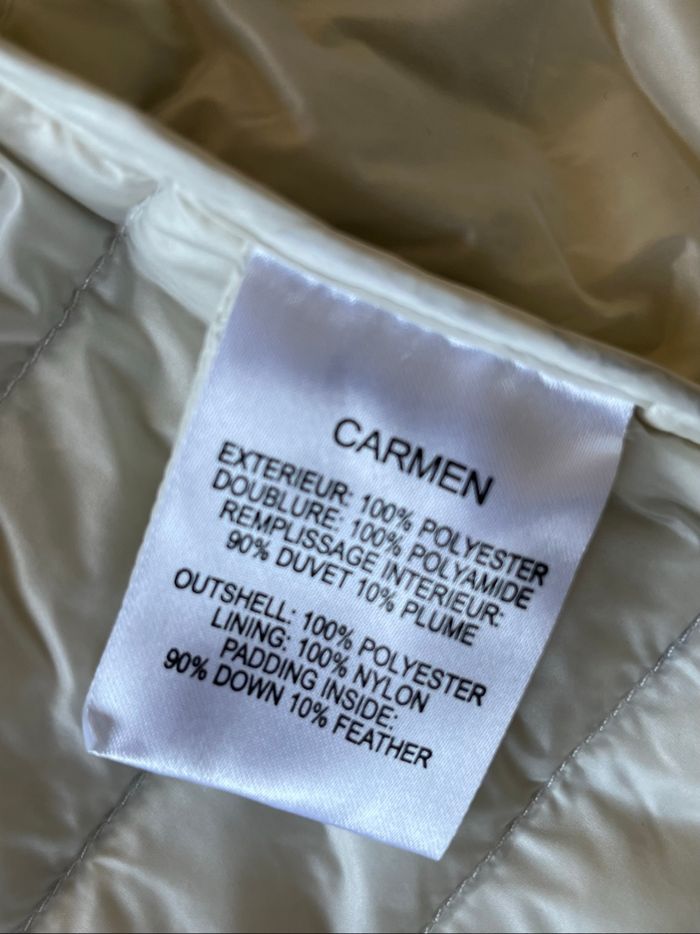 CARMEN
EXTERIEUR: 100% POLYESTER
DOUBLURE: 100% POLYAMIDE
REMPLISSAGE INTERIEUR:
90% DUVET 10% PLUME
OUTSHELL: 100% POLYESTER
LINING: 100% NYLON
PADDING INSIDE:
90% DOWN 10% FEATHER